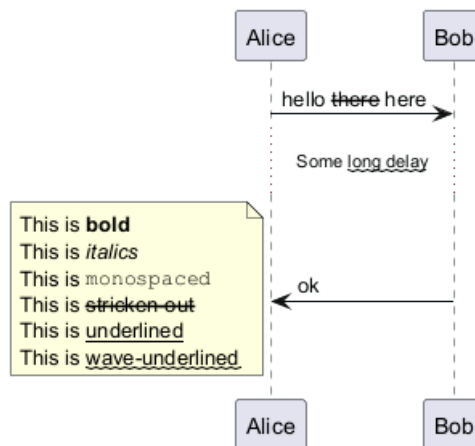 Alice Bob
hello there here
Some long delay
This is bold
This is italics
This is monospaced
This is stricken out
This is underlined
This is wave-underlined
ok
Alice Bob